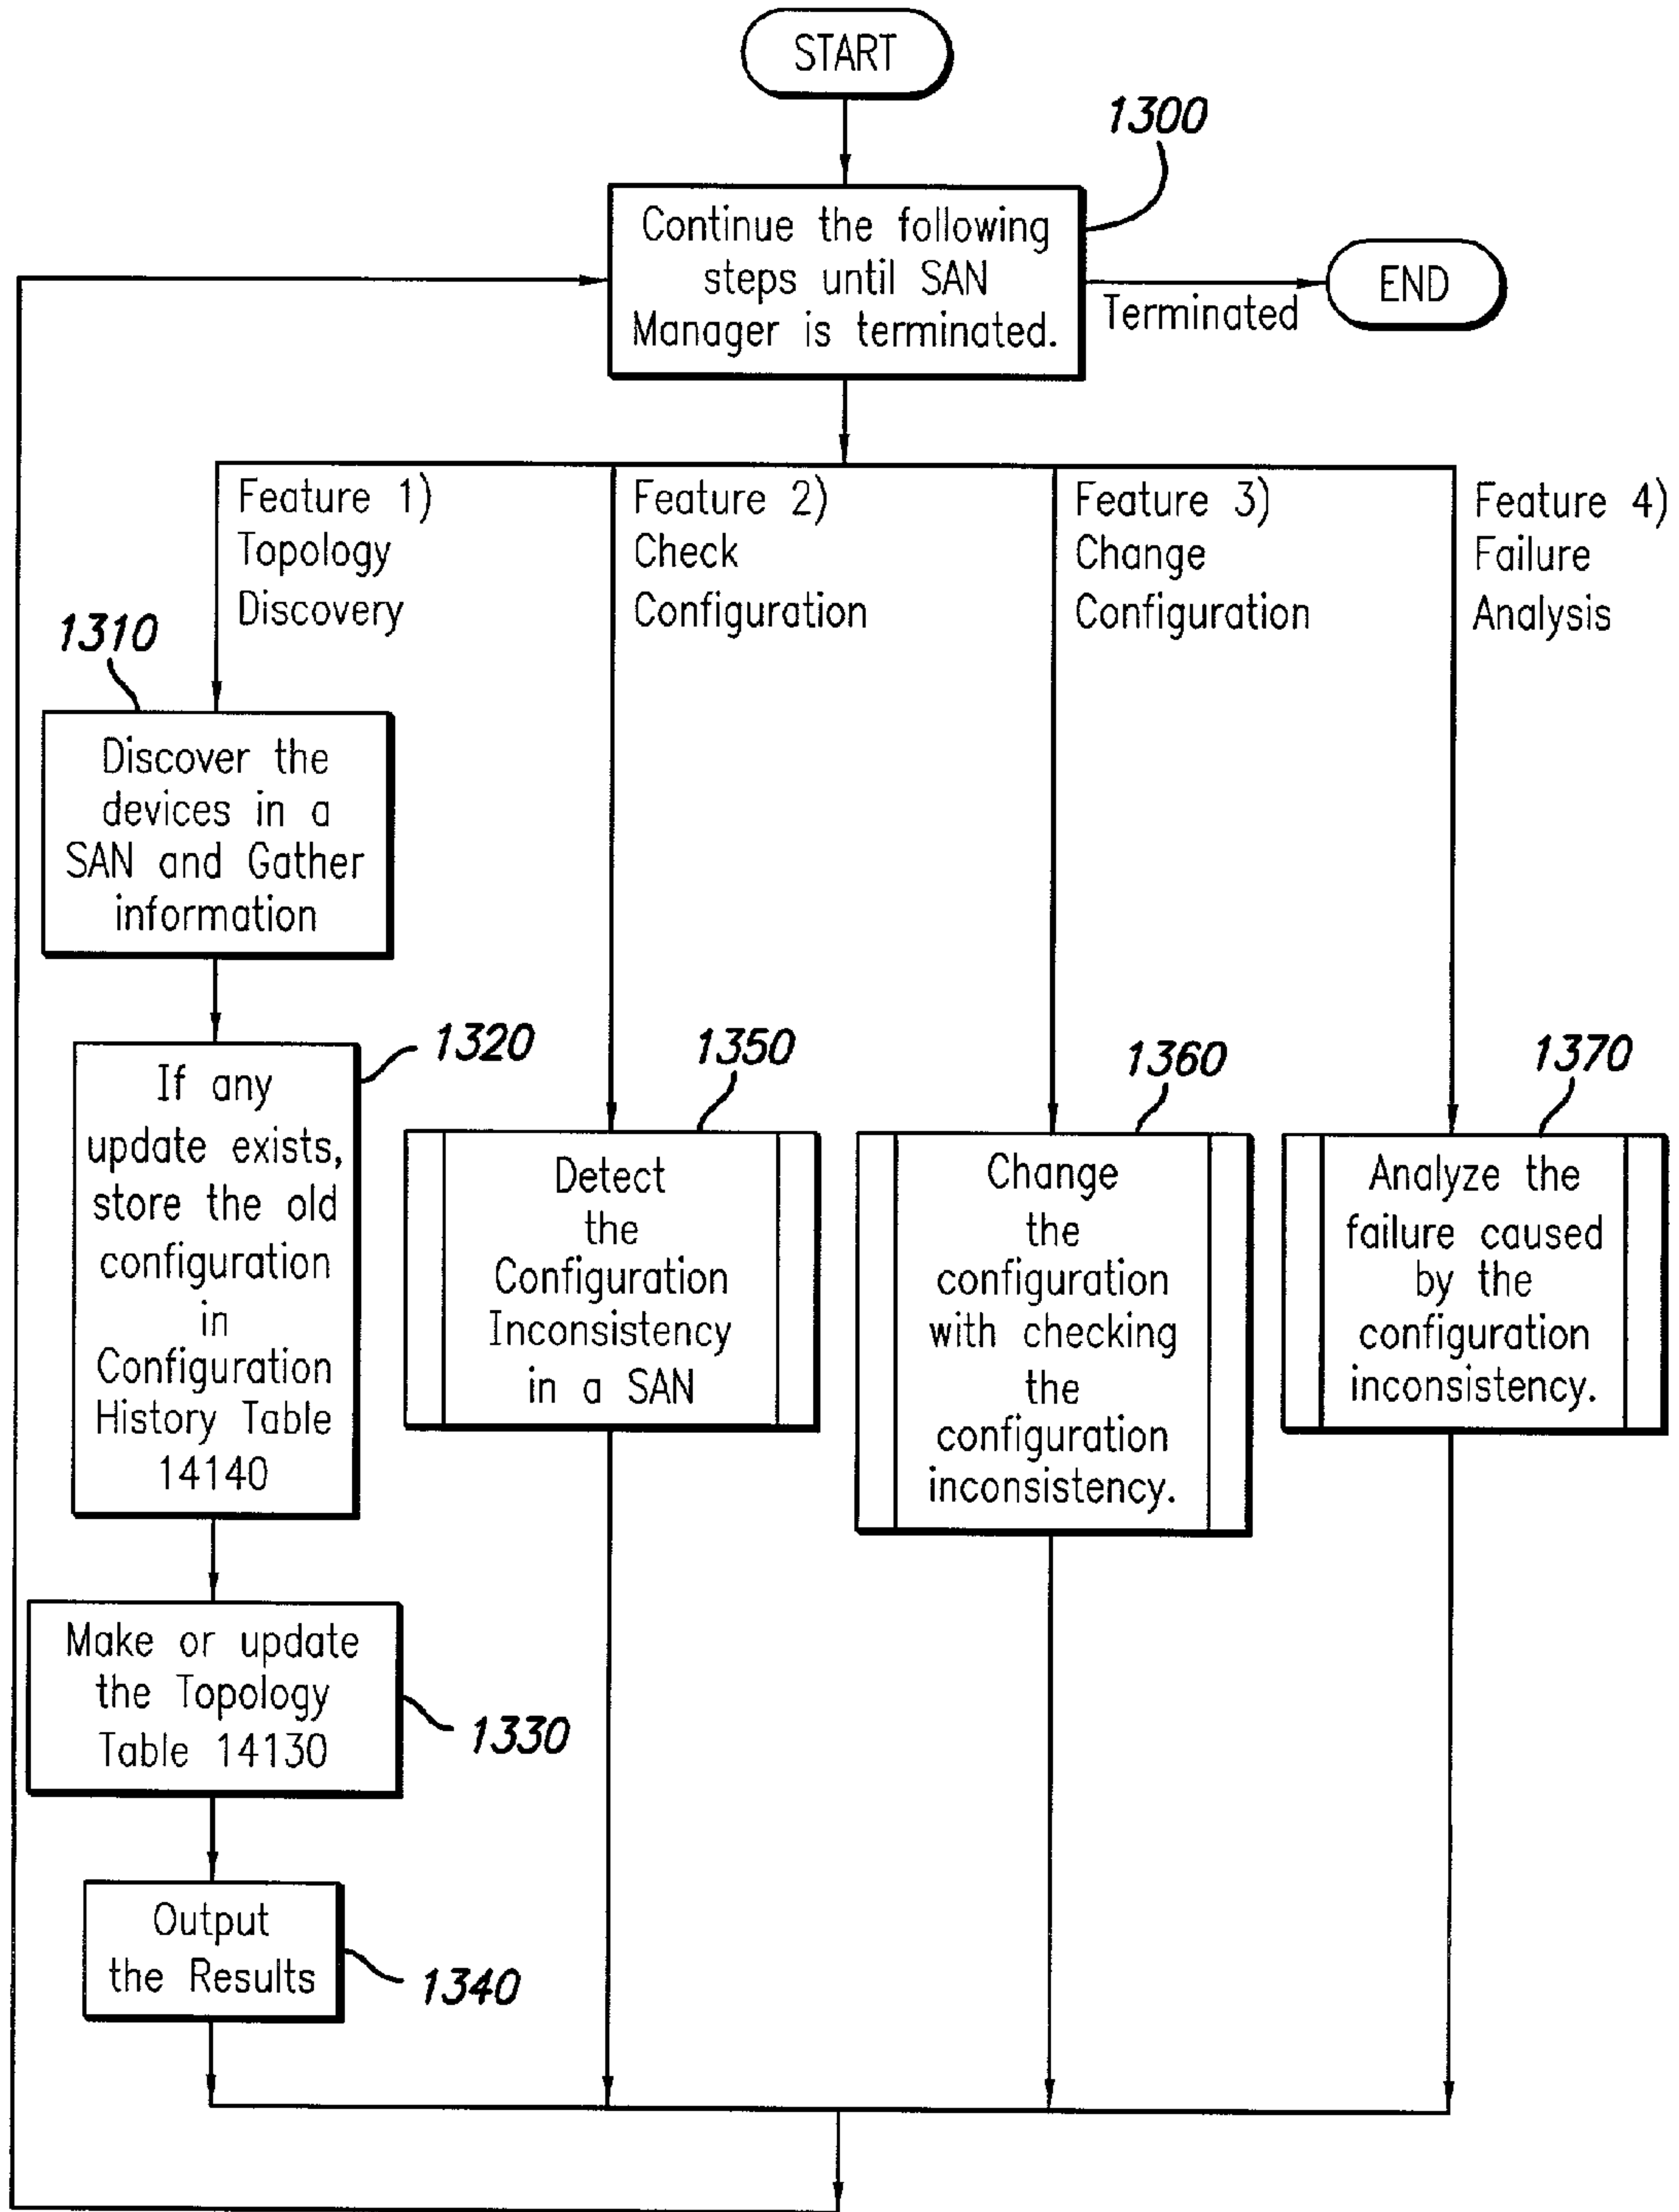 START
1300
Continue the following
steps until SAN
Manager is terminated.
Terminated
END
Feature 1)
Topology
Discovery
Feature 2)
Check
Configuration
Feature 3)
Change
Configuration
Feature 4)
Failure
Analysis
1310
Discover the
devices in a
SAN and Gather
information
1320
If any
update exists,
store the old
configuration
in
Configuration
History Table
14140
1350
Detect
the
Configuration
Inconsistency
in a SAN
1360
Change
the
configuration
with checking
the
configuration
inconsistency.
1370
Analyze the
failure caused
by the
configuration
inconsistency.
Make or update
the Topology
Table 14130
1330
Output
the Results
1340